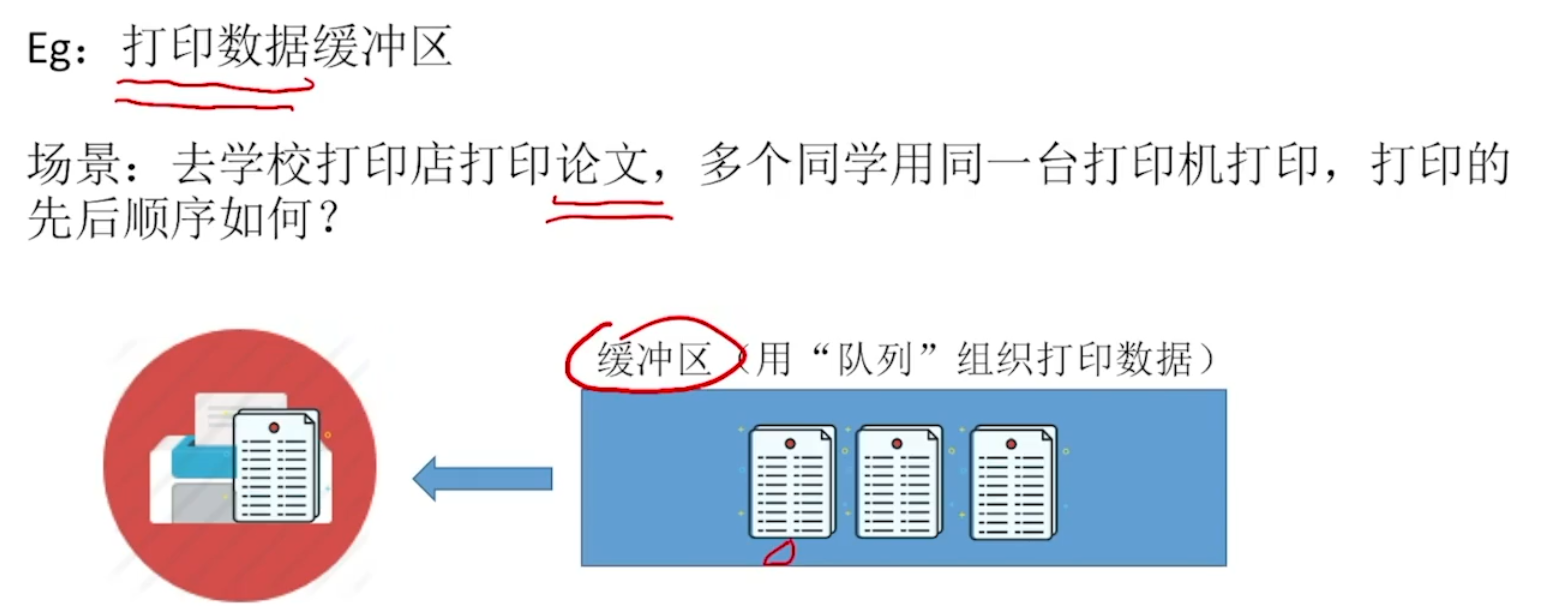 Eg：打印数据缓冲区
场景：去学校打印店打印论文，多个同学用同一台打印机打印，打印的
先后顺序如何？
缓冲区（用“队列”组织打印数据）